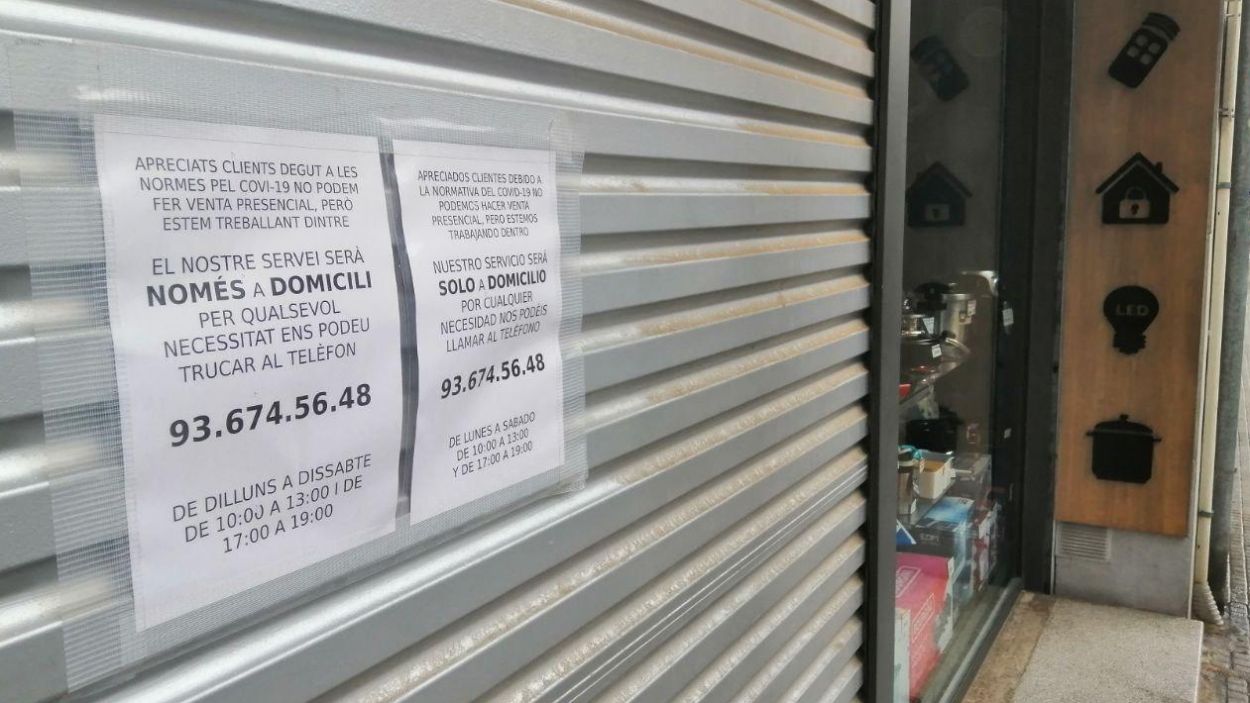 APRECIATS CLIENTS DEGUT A LES
NORMES PEL COVI-19 NO PODEM
FER VENTA PRESENCIAL, PERÒ
ESTEM TREBALLANT DINTRE
EL NOSTRE SERVEI SERÀ
NOMÉS A DOMICILI
PER QUALSEVOL
NECESSITAT ENS PODEU
TRUCAR AL TELÈFON
93.674.56.48
DE DILLUNS A DISSABTE
DE 10:00 A 13:00 I DE
17:00 A 19:00
APRECIADOS CLIENTES DEBIDO A
LA NORMATIVA DEL COVID-19 NO
PODEMOS HACER VENTA
PRESENCIAL, PERO ESTEMOS
TRABAJANDO DENTRO
NUESTRO SERVICIO SERÁ
SOLO A DOMICILIO
POR CUALQUIER
NECESIDAD NOS PODÉIS
LLAMAR AL TELÉFONO
93.674.56.48
DE LUNES A SABADO
DE 10:00 A 13:00
Y DE 17:00 A 19:00
LED